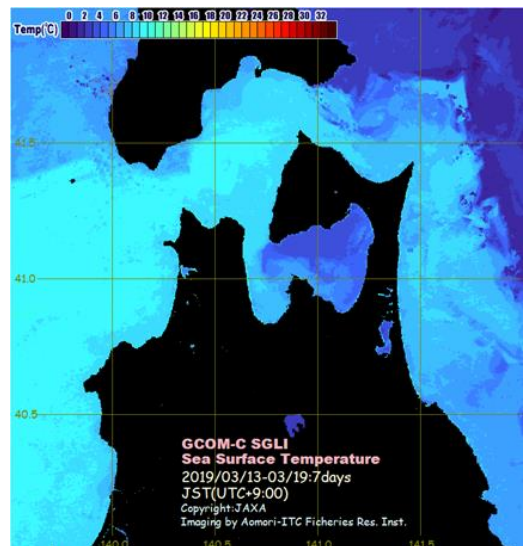 0 2 4 6 8 10 12 14 16 18 20 22 24 26 28 30 32
Temp(℃)
41.5
41.0
40.5
GCOM-C SGLI
Sea Surface Temperature
2019/03/13-03/19:7days
JST(UTC+9:00)
Copyright:JAXA
Imaging by Aomori-ITC Ficheries Res. Inst.
140.0 140.5 141.0 141.5